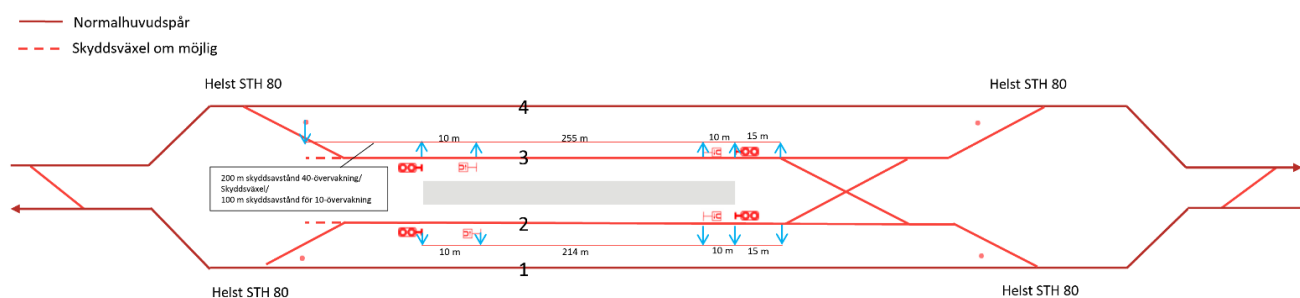 Normalhuvudspår
Skyddsväxel om möjlig
Helst STH 80
Helst STH 80
4
10 m
255 m
10 m
15 m
3
200 m skyddsavstånd 40-övervakning/
Skyddsväxel/
100 m skyddsavstånd för 10-övervakning
2
10 m
214 m
10 m
15 m
1
Helst STH 80
Helst STH 80